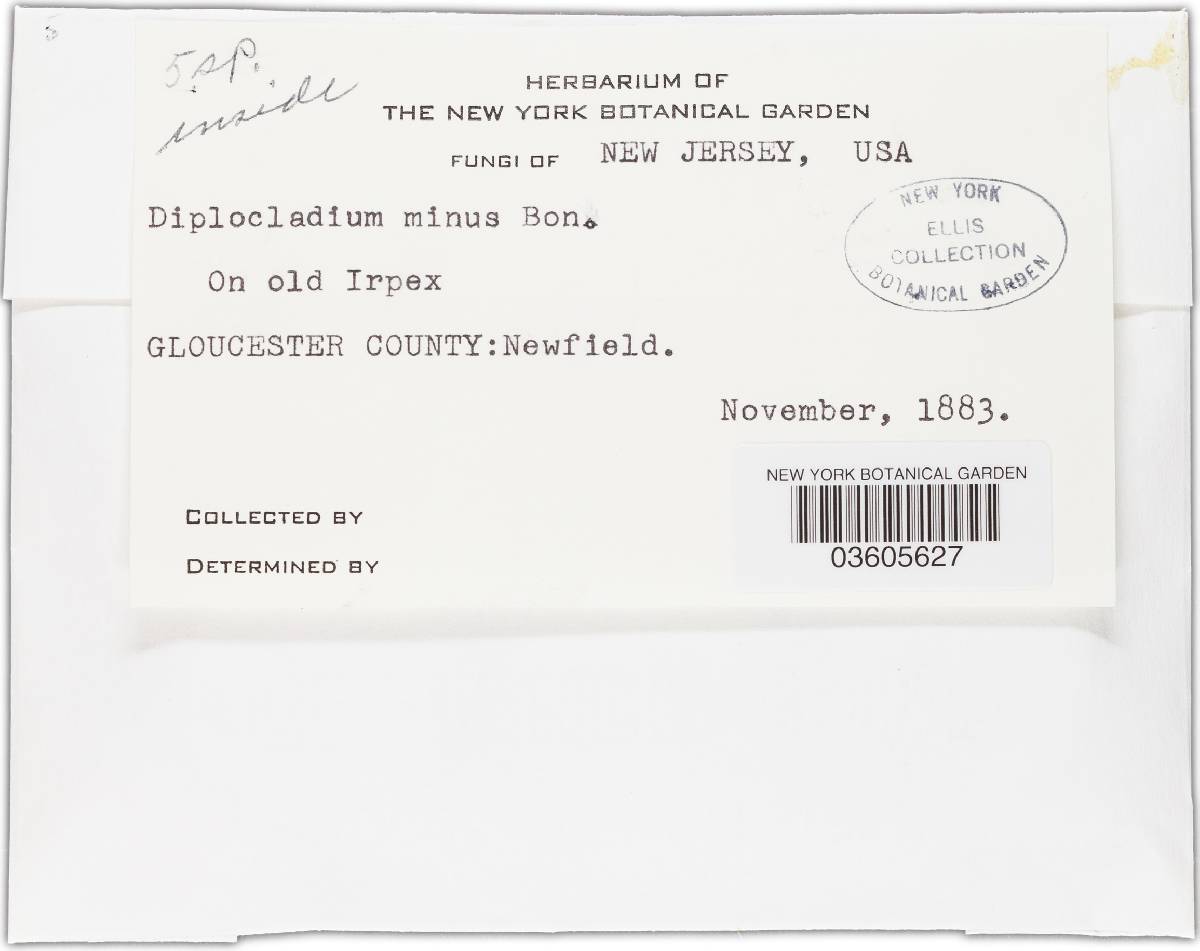 5
5 sp.
inside
HERBARIUM OF
THE NEW YORK BOTANICAL GARDEN
FUNGI OF NEW JERSEY, USA
Diplocladium minus Bon.
On old Irpex
GLOUCESTER COUNTY:Newfield.
NEW YORK
ELLIS
COLLECTION
BOTANICAL GARDEN
November, 1883.
NEW YORK BOTANICAL GARDEN
03605627
COLLECTED BY
DETERMINED BY